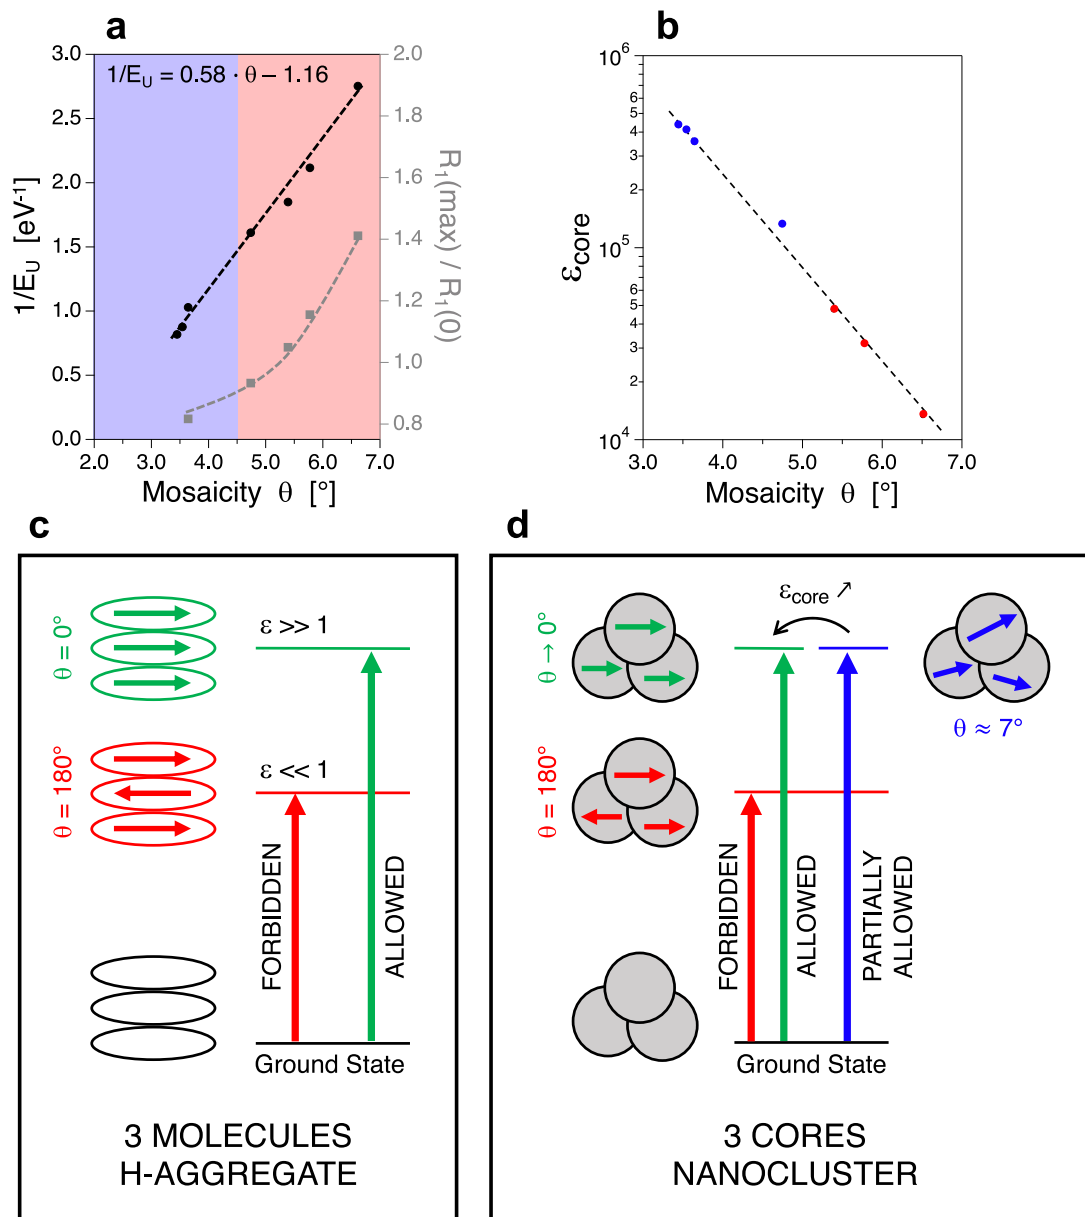 a
1/E_U = 0.58 · θ – 1.16
3.0
2.5
2.0
1.5
1.0
0.5
0.0
1/E_U [eV⁻¹]
2.0
1.8
1.6
1.4
1.2
1.0
0.8
R₁(max) / R₁(0)
2.0 3.0 4.0 5.0 6.0 7.0
Mosaicity θ [°]
b
10⁶
8
6
4
2
10⁵
8
6
5
4
2
10⁴
ε_core
3.0 4.0 5.0 6.0 7.0
Mosaicity θ [°]
c
θ = 0°
ε >> 1
θ = 180°
ε << 1
FORBIDDEN
ALLOWED
Ground State
3 MOLECULES
H-AGGREGATE
d
θ → 0°
ε_core ↗
θ ≈ 7°
θ = 180°
FORBIDDEN
ALLOWED
PARTIALLY
ALLOWED
Ground State
3 CORES
NANOCLUSTER